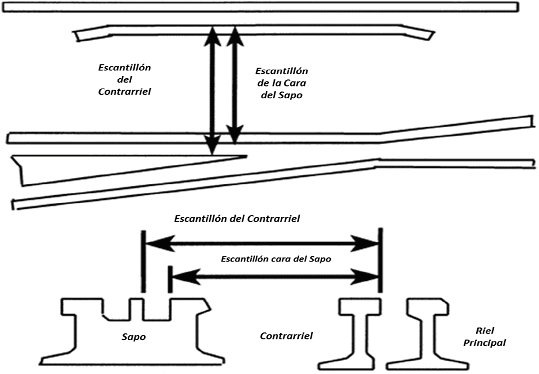 Escantillón
del
Contrarriel
Escantillón
de la Cara
del Sapo
Escantillón del Contrarriel
Escantillón cara del Sapo
Sapo
Contrarriel
Riel
Principal